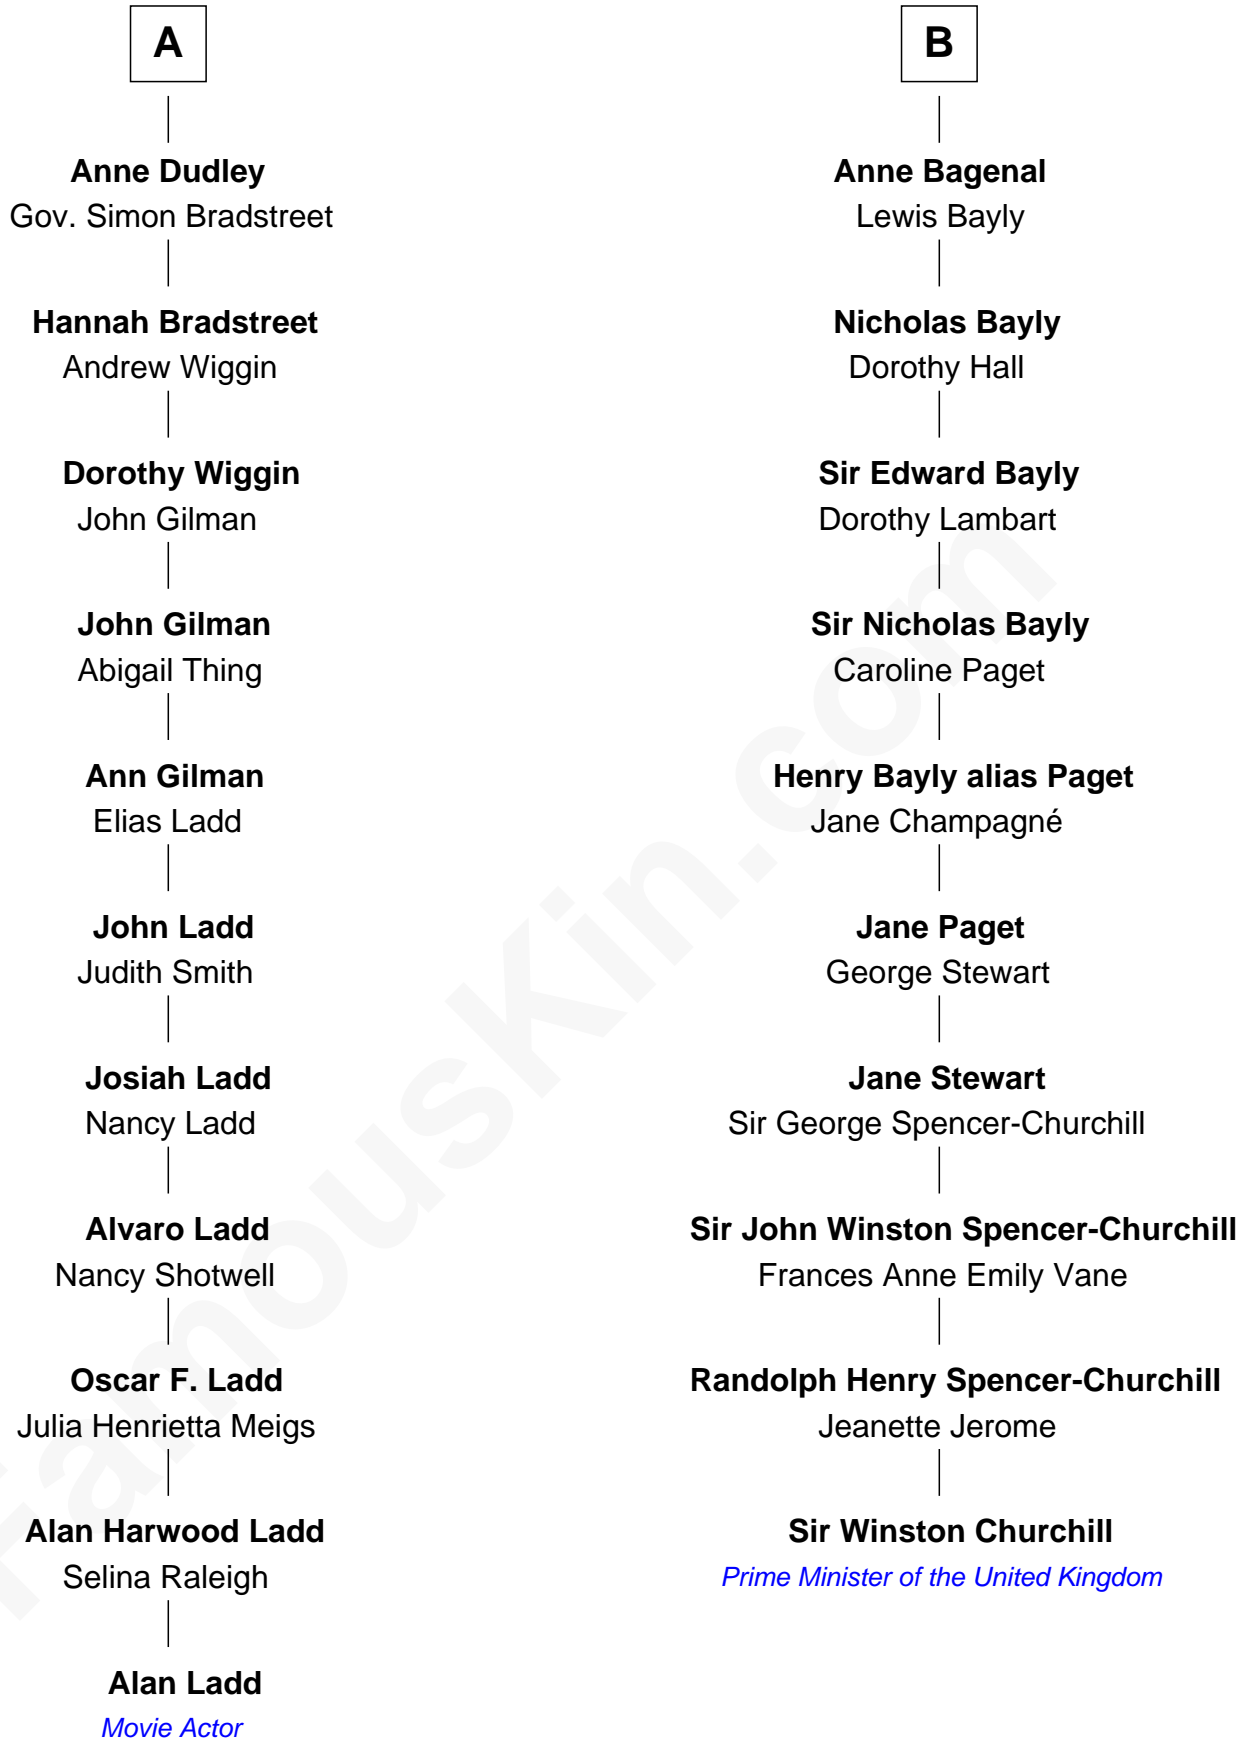 A
Anne Dudley
Gov. Simon Bradstreet
Hannah Bradstreet
Andrew Wiggin
Dorothy Wiggin
John Gilman
John Gilman
Abigail Thing
Ann Gilman
Elias Ladd
John Ladd
Judith Smith
Josiah Ladd
Nancy Ladd
Alvaro Ladd
Nancy Shotwell
Oscar F. Ladd
Julia Henrietta Meigs
Alan Harwood Ladd
Selina Raleigh
Alan Ladd
Movie Actor
B
Anne Bagenal
Lewis Bayly
Nicholas Bayly
Dorothy Hall
Sir Edward Bayly
Dorothy Lambart
Sir Nicholas Bayly
Caroline Paget
Henry Bayly alias Paget
Jane Champagné
Jane Paget
George Stewart
Jane Stewart
Sir George Spencer-Churchill
Sir John Winston Spencer-Churchill
Frances Anne Emily Vane
Randolph Henry Spencer-Churchill
Jeanette Jerome
Sir Winston Churchill
Prime Minister of the United Kingdom
FamousKin.com